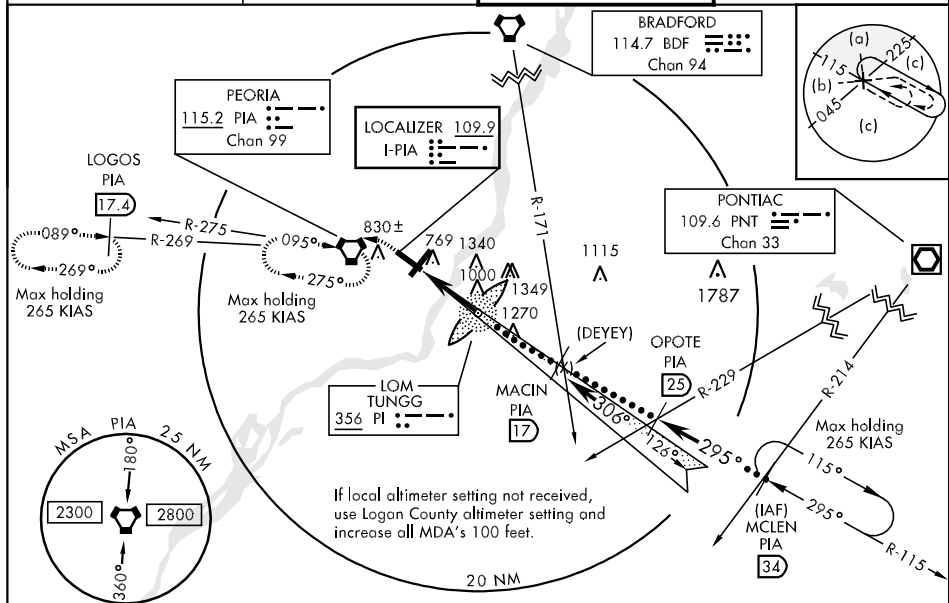 BRADFORD
114.7 BDF
Chan 94
(a)
225
(c)
115
(b)
045
(c)
PEORIA
115.2 PIA
Chan 99
LOCALIZER 109.9
I-PIA
LOGOS
PIA
17.4
R-275
R-269
089°
269°
Max holding
265 KIAS
095°
275°
Max holding
265 KIAS
830±
769
1340
1000
1349
1270
R-171
1115
1787
PONTIAC
109.6 PNT
Chan 33
(DEYEY)
(X)
OPOTE
PIA
25
R-229
R-214
LOM
TUNGG
356 PI
MACIN
PIA
17
306°
126°
295°
Max holding
265 KIAS
115°
295°
R-115
(IAF)
MCLEN
PIA
34
MSA PIA 25 NM
180°
2300
2800
360°
If local altimeter setting not received,
use Logan County altimeter setting and
increase all MDA's 100 feet.
20 NM